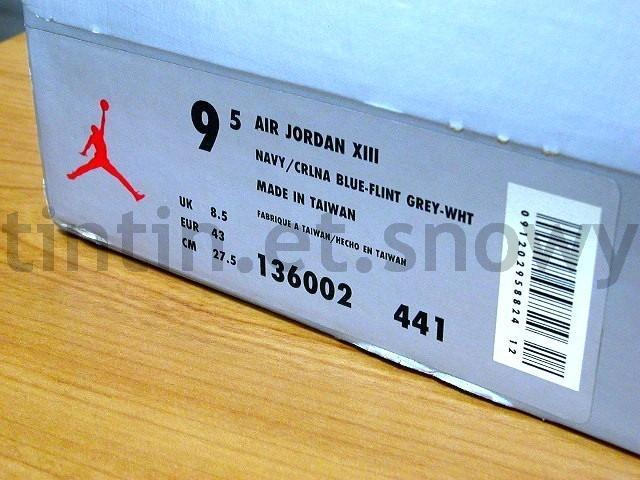 9 5 AIR JORDAN XIII
NAVY/CRLNA BLUE-FLINT GREY-WHT
MADE IN TAIWAN
FABRIQUE A TAIWAN/HECHO EN TAIWAN
UK 8.5
EUR 43
CM 27.5
136002 441
091202958824 12
tintin.et.snowy